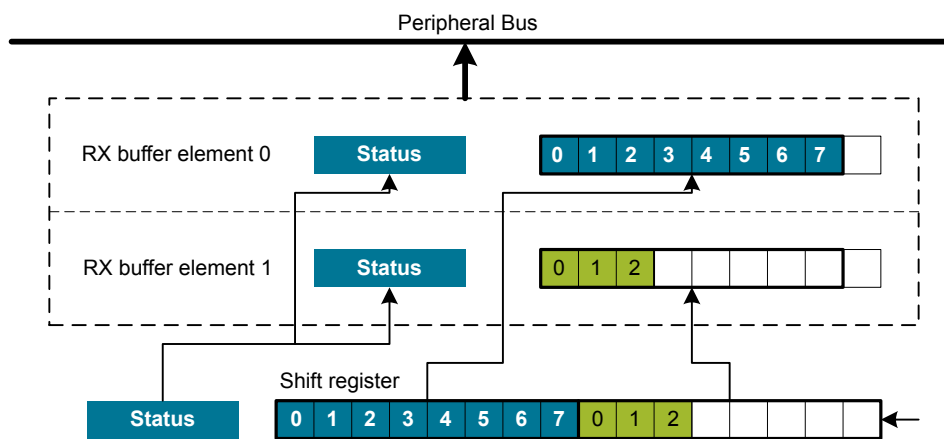 Peripheral Bus
RX buffer element 0 Status 0 1 2 3 4 5 6 7
RX buffer element 1 Status 0 1 2
Shift register
Status 0 1 2 3 4 5 6 7 0 1 2